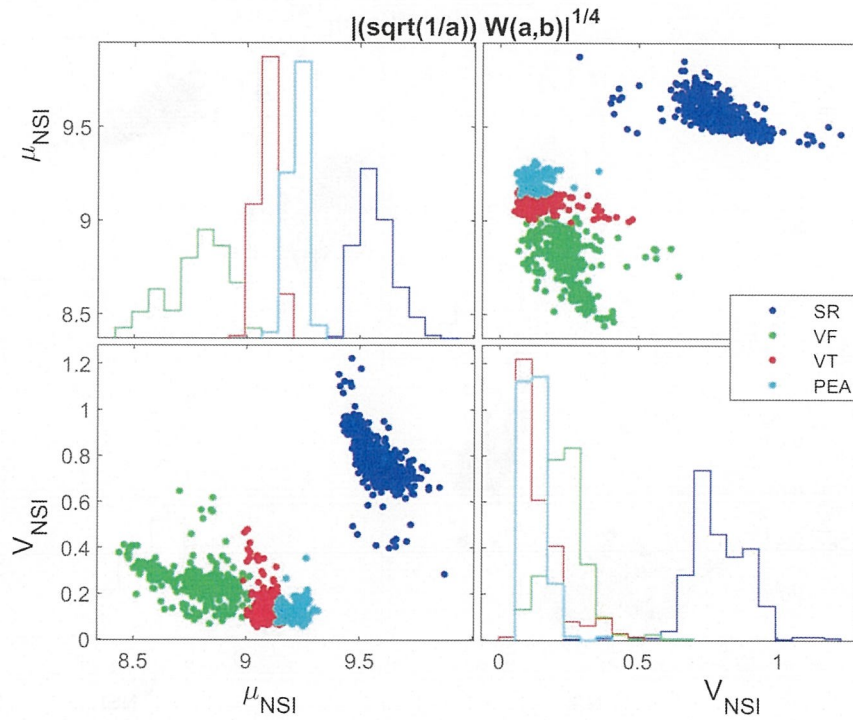 |(sqrt(1/a)) W(a,b)|^1/4
μNSI
9.5
9
8.5
SR
VF
VT
PEA
VNSI
1.2
1
0.8
0.6
0.4
0.2
0
8.5 9 9.5
μNSI
0 0.5 1
VNSI